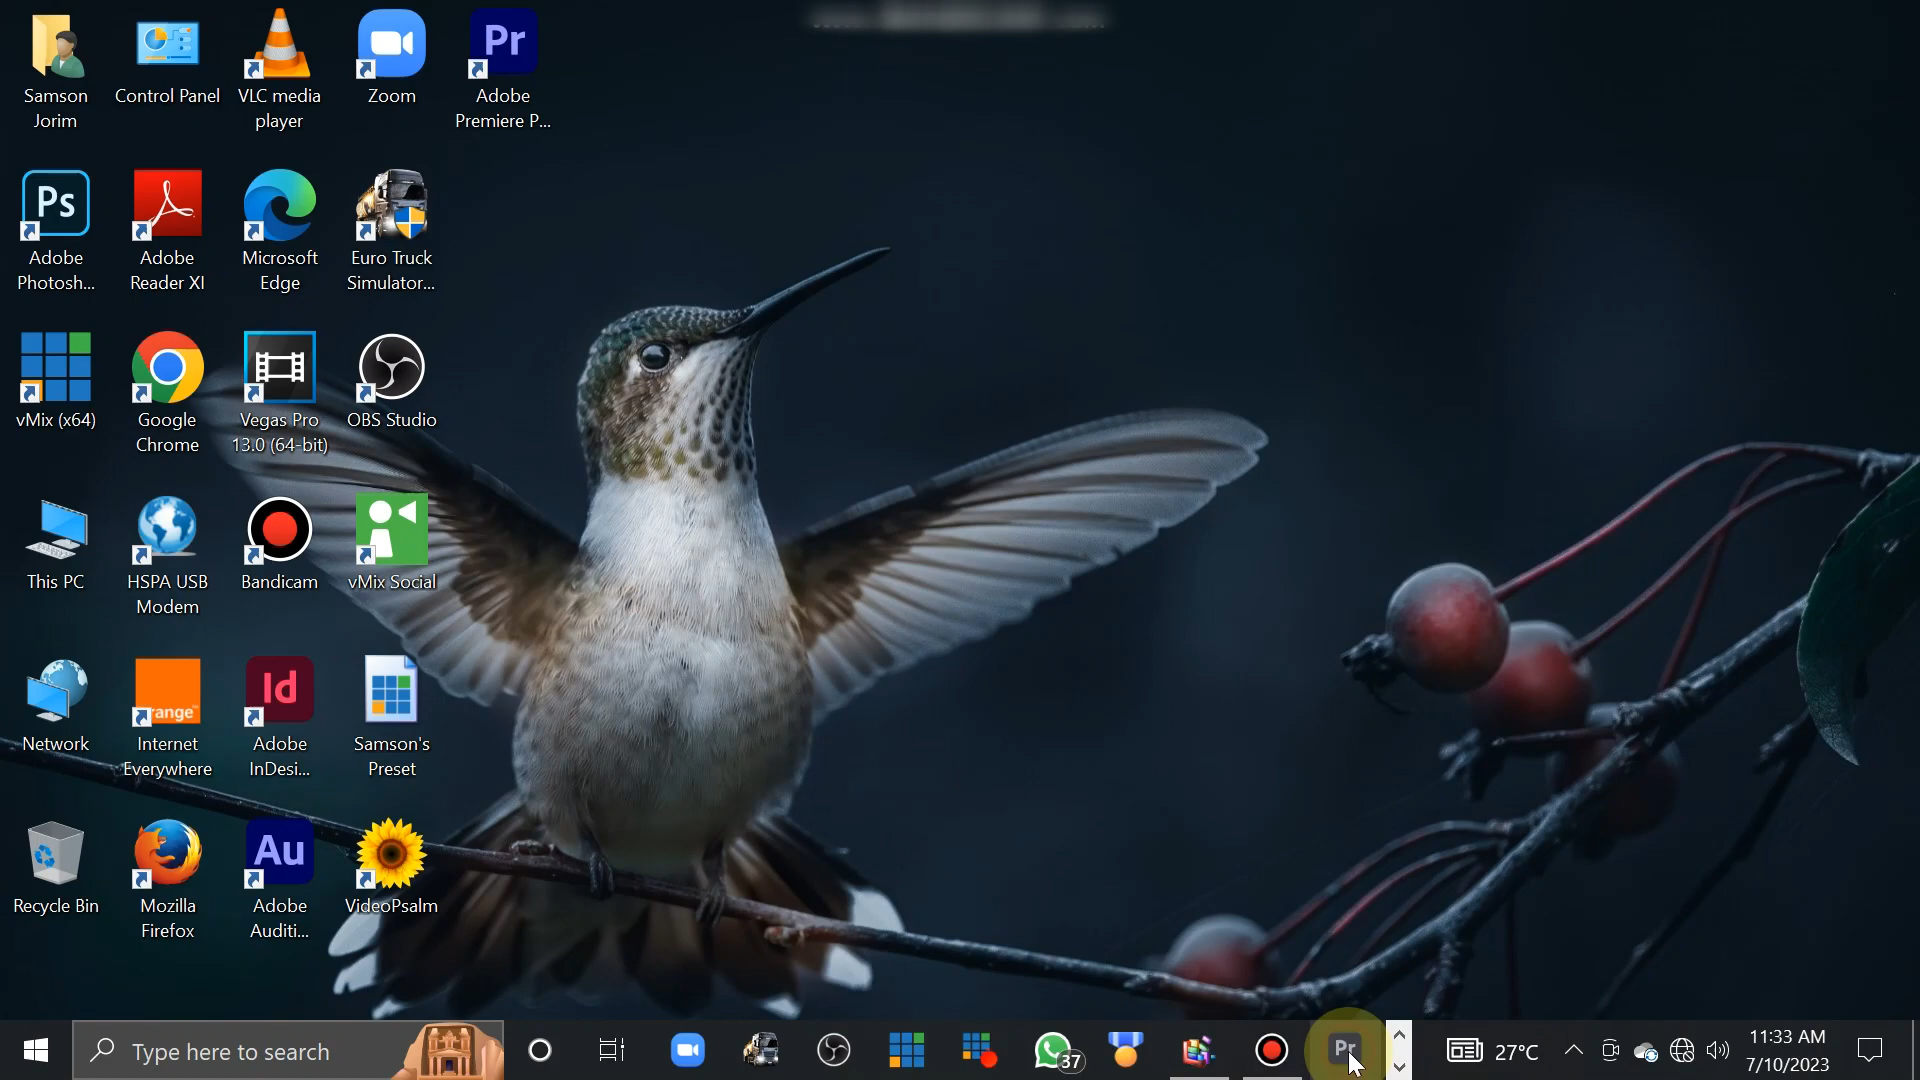 Samson
Jorim
Control Panel
VLC media
player
Zoom
Pr
Adobe
Premiere P...
Ps
Adobe
Photosh...
Adobe
Reader XI
Microsoft
Edge
Euro Truck
Simulator...
vMix (x64)
Google
Chrome
Vegas Pro
13.0 (64-bit)
OBS Studio
This PC
HSPA USB
Modem
Bandicam
vMix Social
Network
range™
Internet
Everywhere
Id
Adobe
InDesi...
Samson's
Preset
Recycle Bin
Mozilla
Firefox
Au
Adobe
Auditi...
VideoPsalm
Type here to search
37
Pr
27°C
11:33 AM
7/10/2023